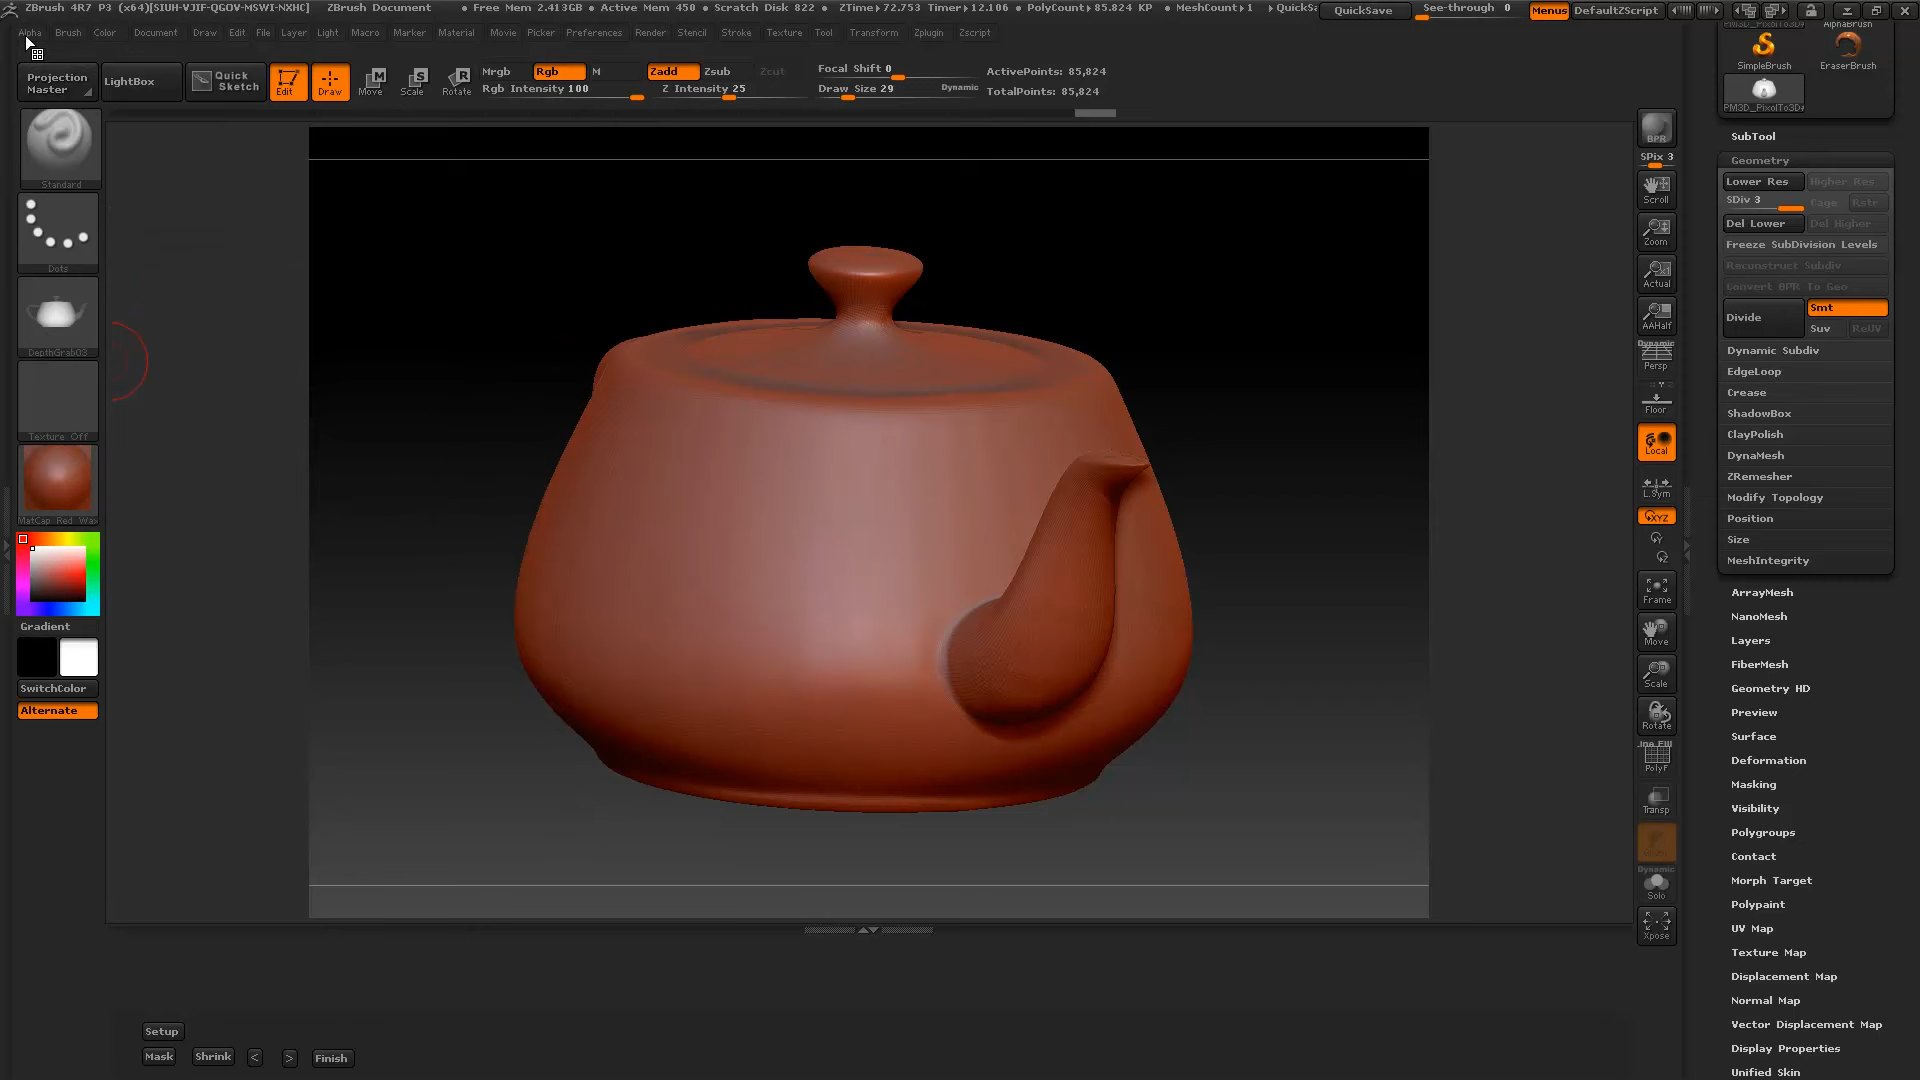 ZBrush 4R7 P3 (x64)[SIUH-VJIF-QGOV-MSWI-NXHC] ZBrush Document • Free Mem 2.413GB • Active Mem 450 • Scratch Disk 822 • ZTime▸72.753 Timer▸12.106 • PolyCount▸85.824 KP • MeshCount▸1 ▸QuickSa QuickSave See-through 0 Menus DefaultZScript
Alpha Brush Color Document Draw Edit File Layer Light Macro Marker Material Movie Picker Preferences Render Stencil Stroke Texture Tool Transform Zplugin Zscript
Projection Master
LightBox
Quick Sketch
Edit
Draw
Move
Scale
Rotate
Mrgb Rgb M
Rgb Intensity 100
Zadd Zsub Zcut
Z Intensity 25
Focal Shift 0
Draw Size 29 Dynamic
ActivePoints: 85,824
TotalPoints: 85,824
Standard
Dots
DepthGrab03
Texture Off
MatCap Red Wax
Gradient
SwitchColor
Alternate
BPR
SPix 3
Scroll
Zoom
Actual
AAHalf
Dynamic
Persp
Floor
Local
L.Sym
XYZ
Y
Z
Frame
Move
Scale
Rotate
Line Fill
PolyF
Transp
Dynamic
Solo
Xpose
AlphaBrush
SimpleBrush EraserBrush
SubTool
Geometry
Lower Res Higher Res
SDiv 3 Cage Rstr
Del Lower Del Higher
Freeze SubDivision Levels
Reconstruct Subdiv
Convert BPR To Geo
Divide Smt
Suv ReUV
Dynamic Subdiv
EdgeLoop
Crease
ShadowBox
ClayPolish
DynaMesh
ZRemesher
Modify Topology
Position
Size
MeshIntegrity
ArrayMesh
NanoMesh
Layers
FiberMesh
Geometry HD
Preview
Surface
Deformation
Masking
Visibility
Polygroups
Contact
Morph Target
Polypaint
UV Map
Texture Map
Displacement Map
Normal Map
Vector Displacement Map
Display Properties
Unified Skin
Setup
Mask Shrink < > Finish